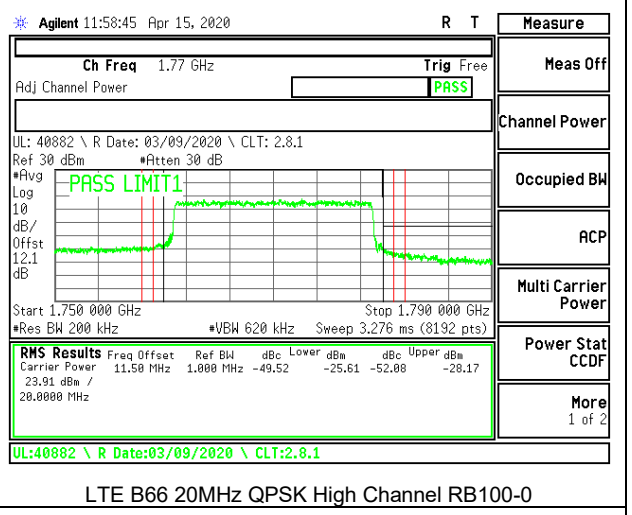 Agilent 11:58:45 Apr 15, 2020 R T Measure
Ch Freq 1.77 GHz Trig Free
Meas Off
Adj Channel Power PASS
Channel Power
UL: 40882 \ R Date: 03/09/2020 \ CLT: 2.8.1
Ref 30 dBm #Atten 30 dB
#Avg
Log
10
dB/
Offst
12.1
dB
PASS LIMIT1
Occupied BW
ACP
Multi Carrier
Power
Start 1.750 000 GHz Stop 1.790 000 GHz
#Res BW 200 kHz #VBW 620 kHz Sweep 3.276 ms (8192 pts)
Power Stat
CCDF
RMS Results Freq Offset Ref BW dBc Lower dBm dBc Upper dBm
Carrier Power 11.50 MHz 1.000 MHz -49.52 -25.61 -52.08 -28.17
23.91 dBm /
20.0000 MHz
More
1 of 2
UL:40882 \ R Date:03/09/2020 \ CLT:2.8.1
LTE B66 20MHz QPSK High Channel RB100-0